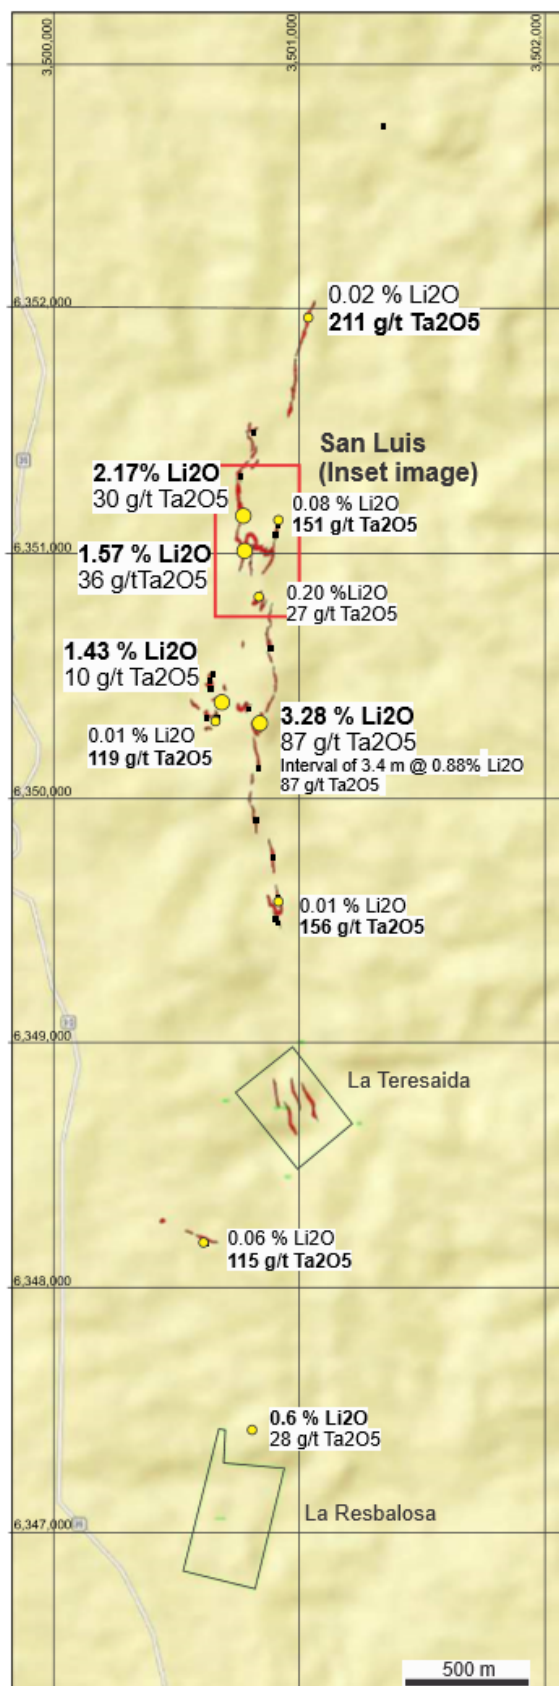 3,500,000
3,501,000
3,502,000
6,352,000
0.02 % Li2O
211 g/t Ta2O5
San Luis
(Inset image)
2.17% Li2O
30 g/t Ta2O5
0.08 % Li2O
151 g/t Ta2O5
6,351,000
1.57 % Li2O
36 g/tTa2O5
0.20 %Li2O
27 g/t Ta2O5
1.43 % Li2O
10 g/t Ta2O5
0.01 % Li2O
119 g/t Ta2O5
3.28 % Li2O
87 g/t Ta2O5
Interval of 3.4 m @ 0.88% Li2O
87 g/t Ta2O5
6,350,000
0.01 % Li2O
156 g/t Ta2O5
6,349,000
La Teresaida
0.06 % Li2O
115 g/t Ta2O5
6,348,000
0.6 % Li2O
28 g/t Ta2O5
La Resbalosa
6,347,000
500 m